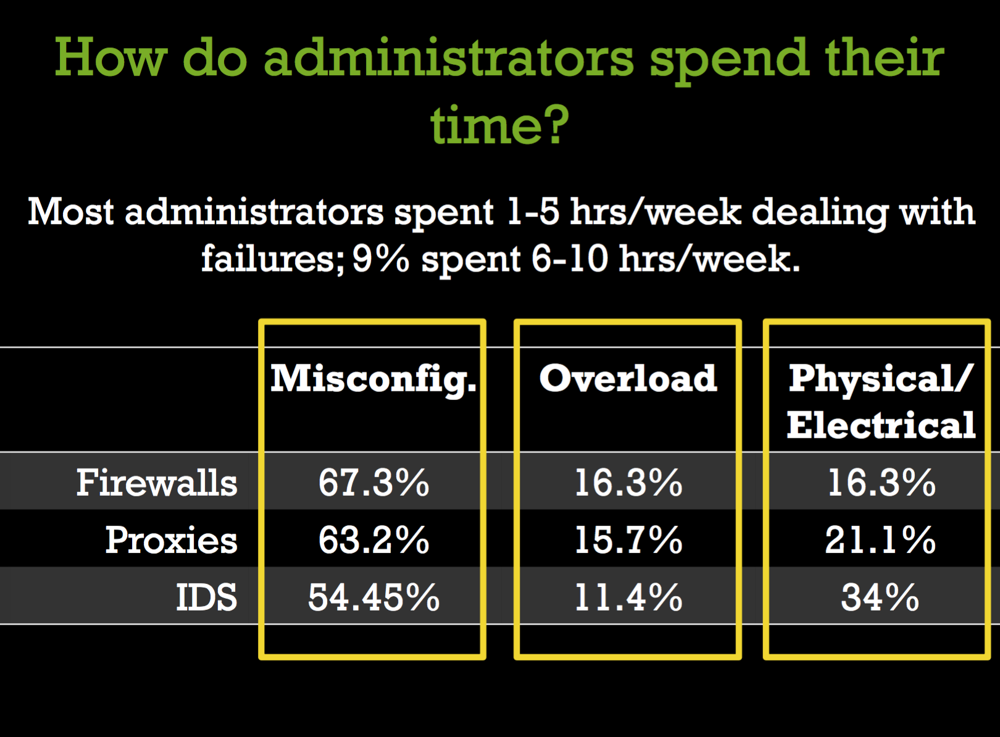 How do administrators spend their
time?
Most administrators spent 1-5 hrs/week dealing with
failures; 9% spent 6-10 hrs/week.
Misconfig. Overload Physical/
Electrical
Firewalls 67.3% 16.3% 16.3%
Proxies 63.2% 15.7% 21.1%
IDS 54.45% 11.4% 34%